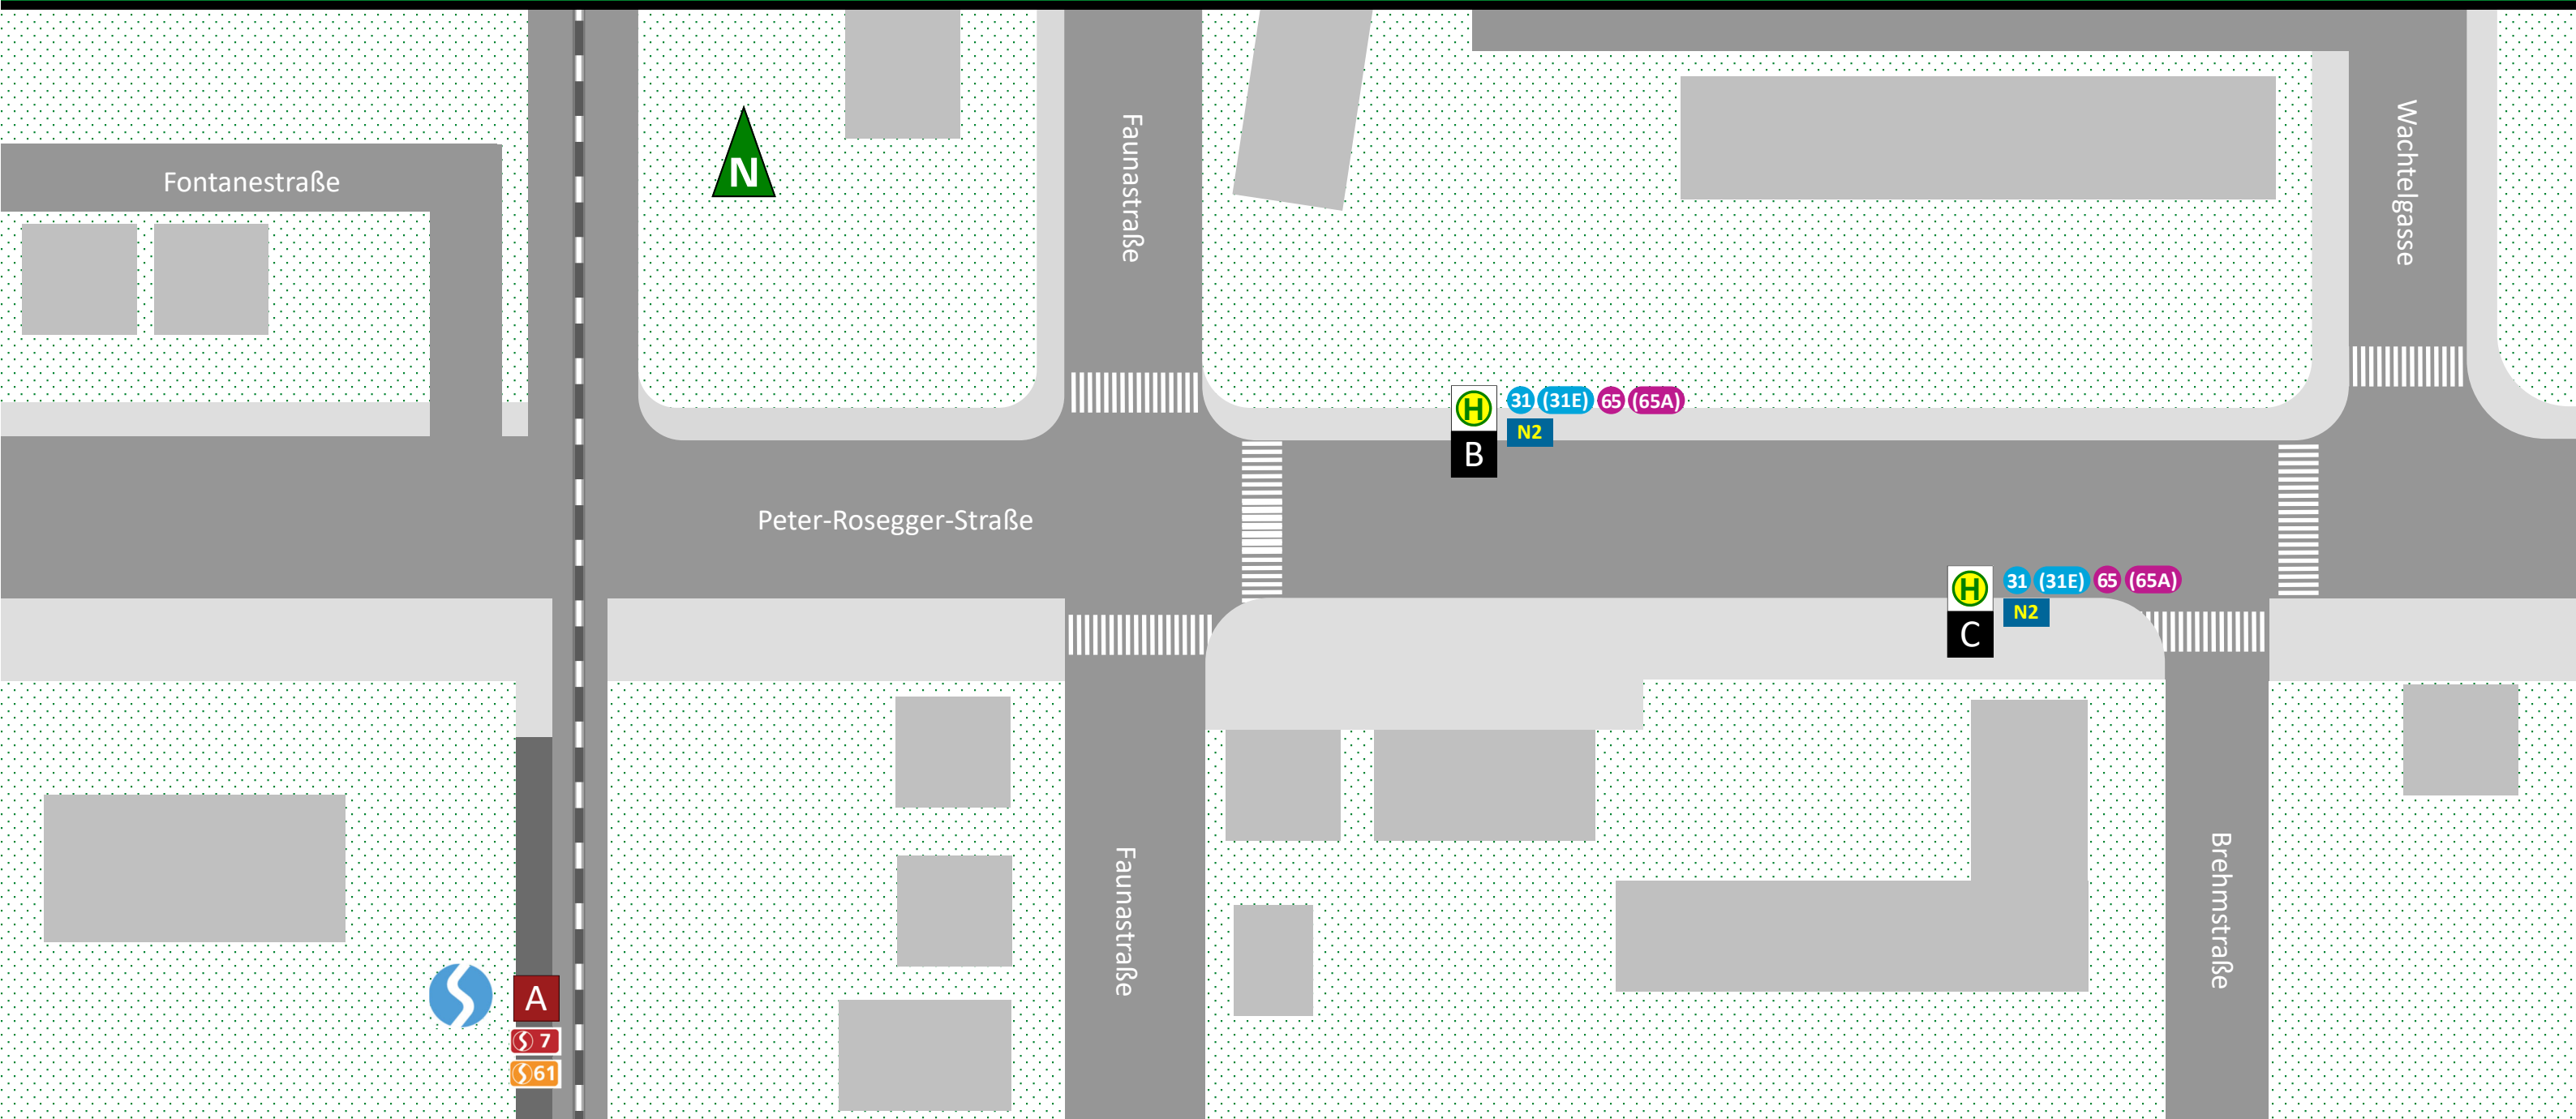 Fontanestraße
N
Faunastraße
Wachtelgasse
H 31 (31E) 65 (65A)
B N2
Peter-Rosegger-Straße
H 31 (31E) 65 (65A)
C N2
Faunastraße
Brehmstraße
A
S 7
S 61